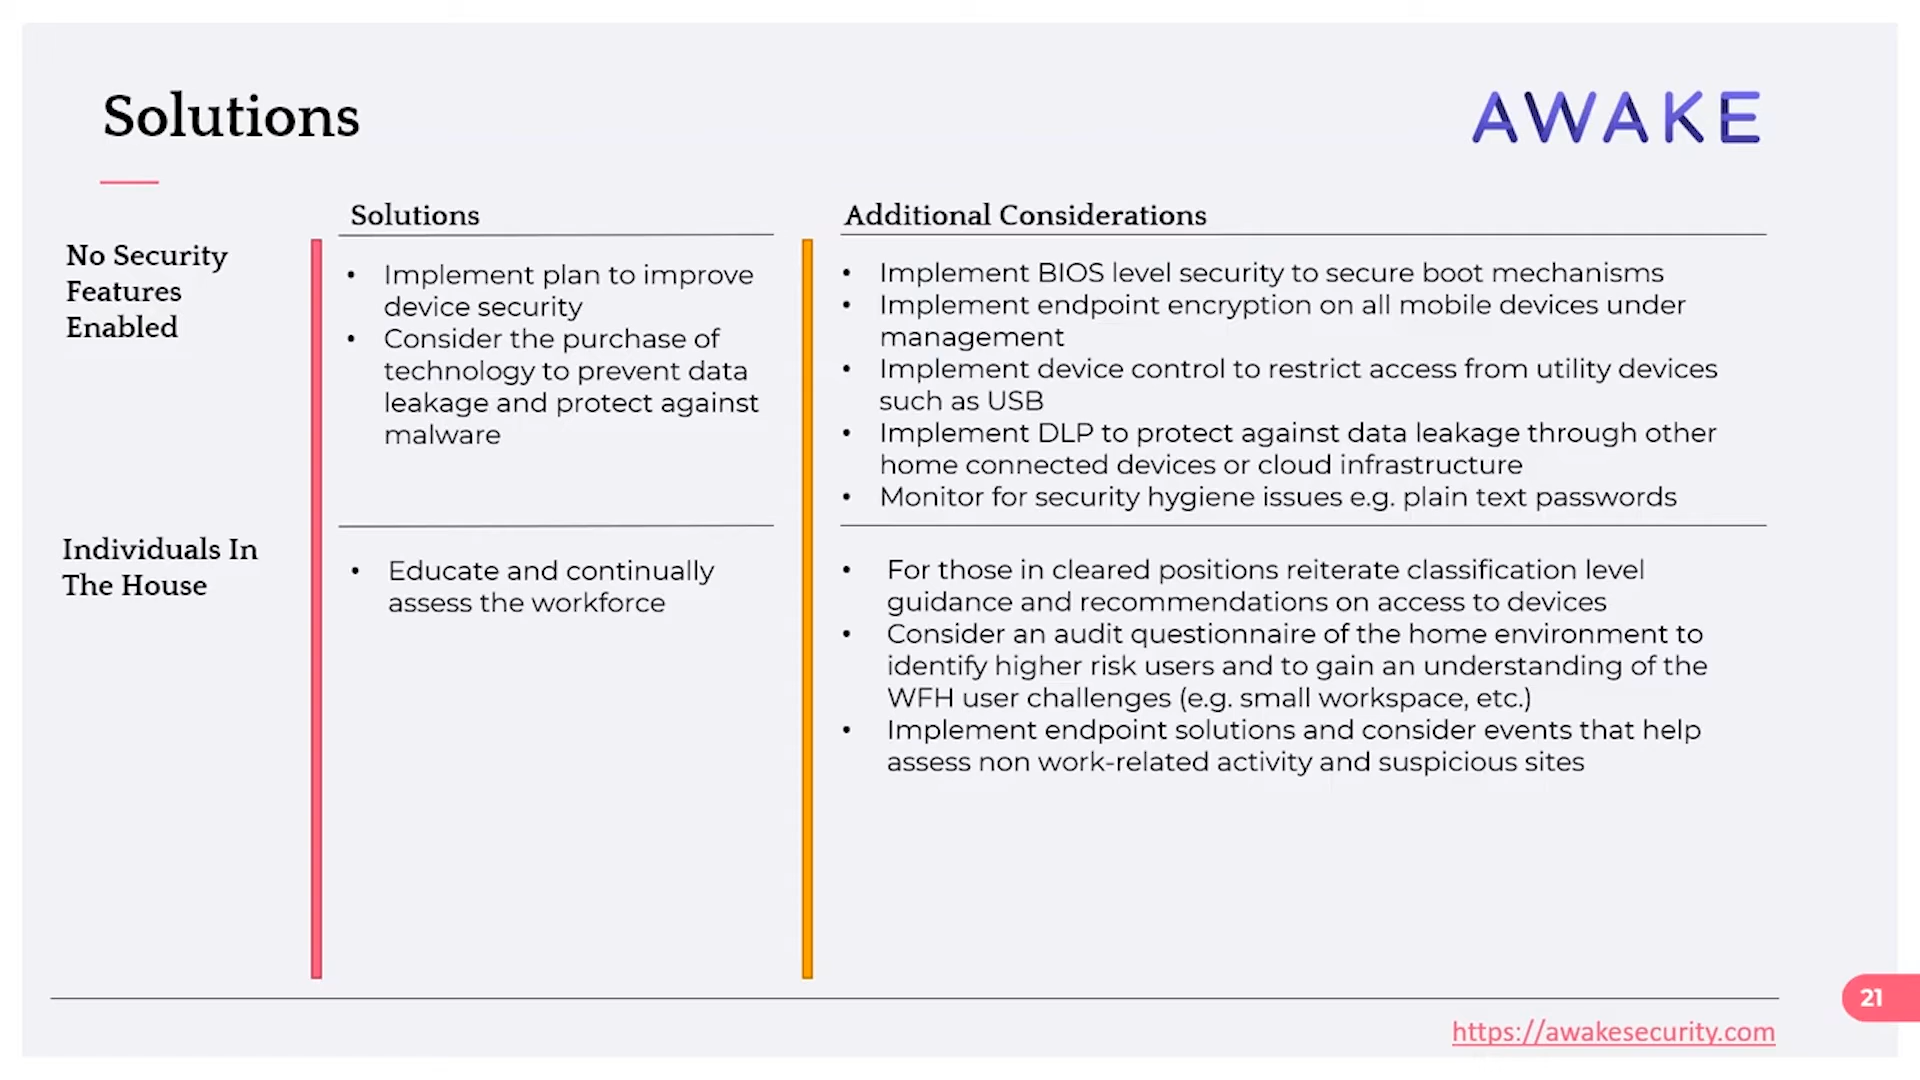 Solutions
AWAKE
Solutions
Additional Considerations
No Security
Features
Enabled
• Implement plan to improve
device security
• Consider the purchase of
technology to prevent data
leakage and protect against
malware
• Implement BIOS level security to secure boot mechanisms
• Implement endpoint encryption on all mobile devices under
management
• Implement device control to restrict access from utility devices
such as USB
• Implement DLP to protect against data leakage through other
home connected devices or cloud infrastructure
• Monitor for security hygiene issues e.g. plain text passwords
Individuals In
The House
• Educate and continually
assess the workforce
• For those in cleared positions reiterate classification level
guidance and recommendations on access to devices
• Consider an audit questionnaire of the home environment to
identify higher risk users and to gain an understanding of the
WFH user challenges (e.g. small workspace, etc.)
• Implement endpoint solutions and consider events that help
assess non work-related activity and suspicious sites
21
https://awakesecurity.com